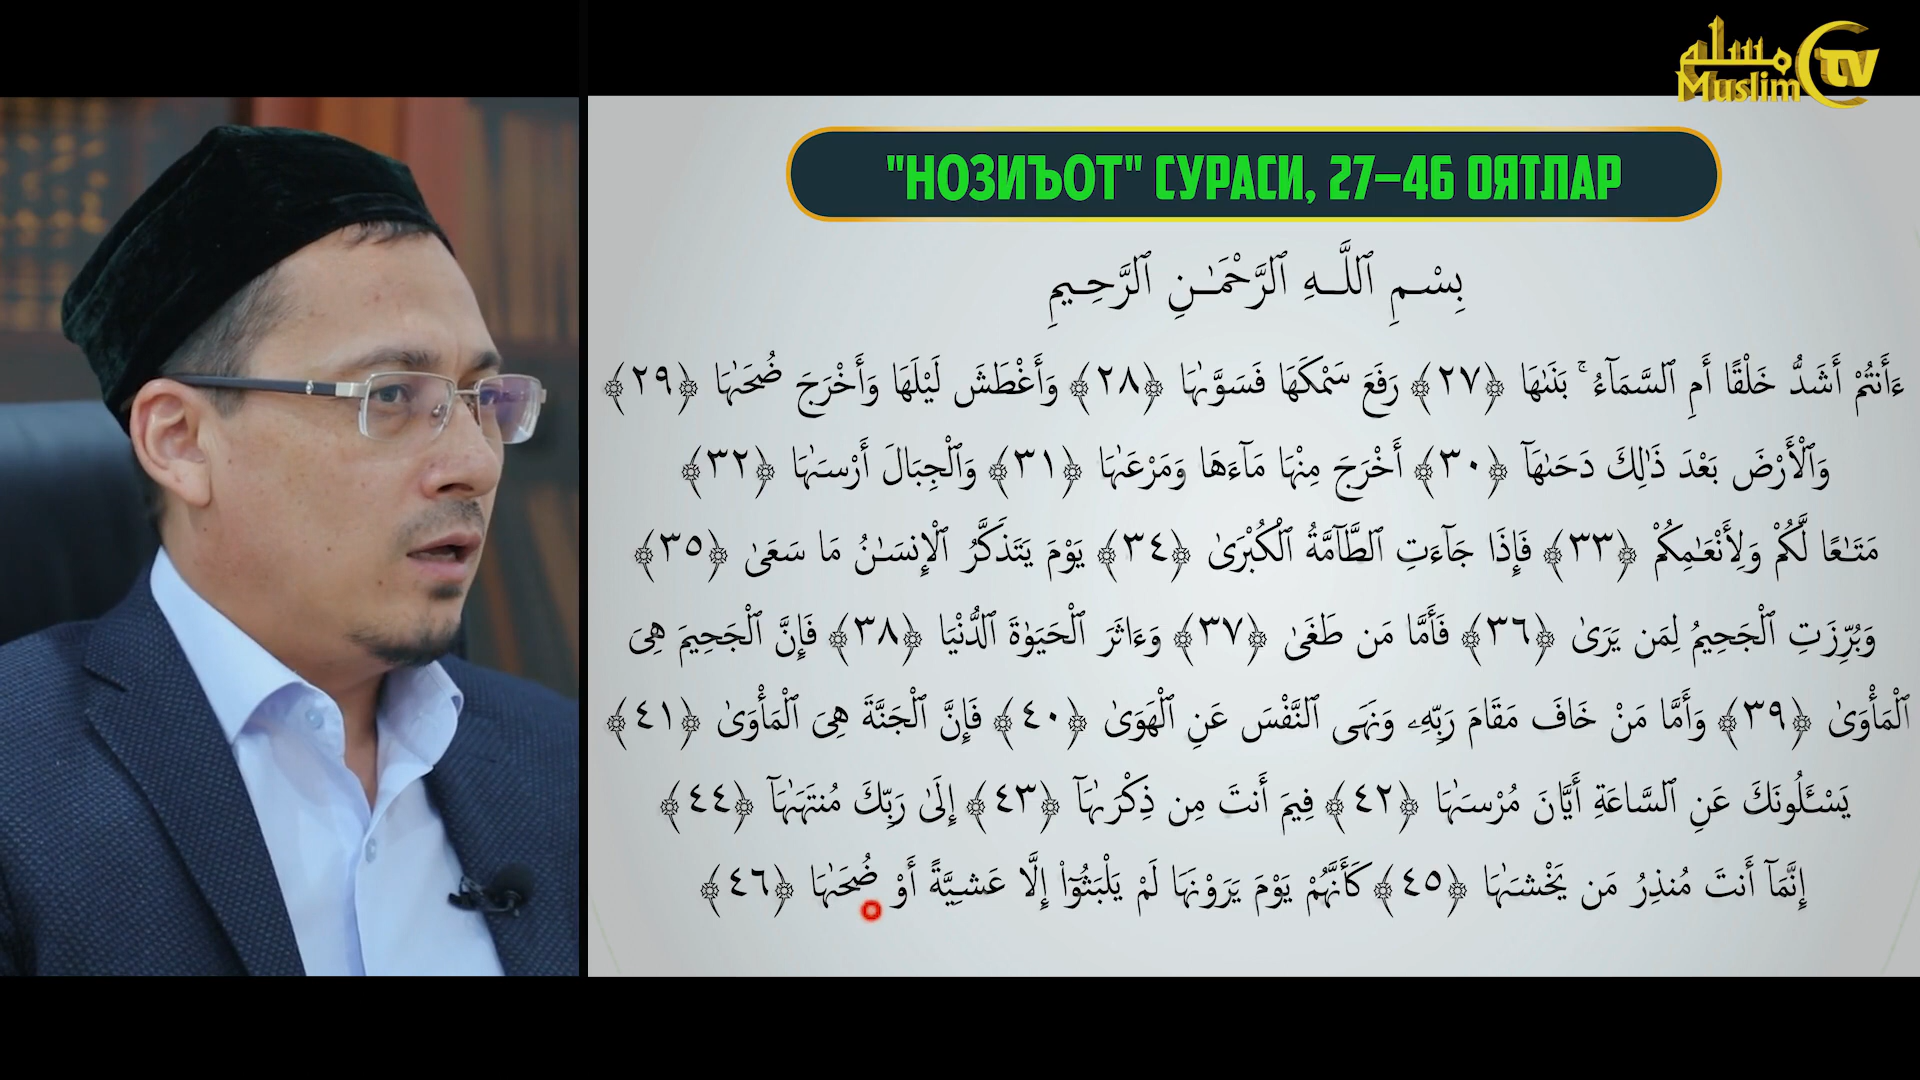 مسلم
Muslim TV
"НОЗИЪОТ" СУРАСИ, 27–46 ОЯТЛАР
بِسْمِ ٱللَّهِ ٱلرَّحْمَـٰنِ ٱلرَّحِيمِ
ءَأَنتُمْ أَشَدُّ خَلْقًا أَمِ ٱلسَّمَآءُ ۚ بَنَىٰهَا ﴿٢٧﴾ رَفَعَ سَمْكَهَا فَسَوَّىٰهَا ﴿٢٨﴾ وَأَغْطَشَ لَيْلَهَا وَأَخْرَجَ ضُحَىٰهَا ﴿٢٩﴾
وَٱلْأَرْضَ بَعْدَ ذَٰلِكَ دَحَىٰهَآ ﴿٣٠﴾ أَخْرَجَ مِنْهَا مَآءَهَا وَمَرْعَىٰهَا ﴿٣١﴾ وَٱلْجِبَالَ أَرْسَىٰهَا ﴿٣٢﴾
مَتَـٰعًا لَّكُمْ وَلِأَنْعَـٰمِكُمْ ﴿٣٣﴾ فَإِذَا جَآءَتِ ٱلطَّآمَّةُ ٱلْكُبْرَىٰ ﴿٣٤﴾ يَوْمَ يَتَذَكَّرُ ٱلْإِنسَـٰنُ مَا سَعَىٰ ﴿٣٥﴾
وَبُرِّزَتِ ٱلْجَحِيمُ لِمَن يَرَىٰ ﴿٣٦﴾ فَأَمَّا مَن طَغَىٰ ﴿٣٧﴾ وَءَاثَرَ ٱلْحَيَوٰةَ ٱلدُّنْيَا ﴿٣٨﴾ فَإِنَّ ٱلْجَحِيمَ هِىَ
ٱلْمَأْوَىٰ ﴿٣٩﴾ وَأَمَّا مَنْ خَافَ مَقَامَ رَبِّهِۦ وَنَهَى ٱلنَّفْسَ عَنِ ٱلْهَوَىٰ ﴿٤٠﴾ فَإِنَّ ٱلْجَنَّةَ هِىَ ٱلْمَأْوَىٰ ﴿٤١﴾
يَسْـَٔلُونَكَ عَنِ ٱلسَّاعَةِ أَيَّانَ مُرْسَىٰهَا ﴿٤٢﴾ فِيمَ أَنتَ مِن ذِكْرَىٰهَآ ﴿٤٣﴾ إِلَىٰ رَبِّكَ مُنتَهَىٰهَآ ﴿٤٤﴾
إِنَّمَآ أَنتَ مُنذِرُ مَن يَخْشَىٰهَا ﴿٤٥﴾ كَأَنَّهُمْ يَوْمَ يَرَوْنَهَا لَمْ يَلْبَثُوٓا۟ إِلَّا عَشِيَّةً أَوْ ضُحَىٰهَا ﴿٤٦﴾